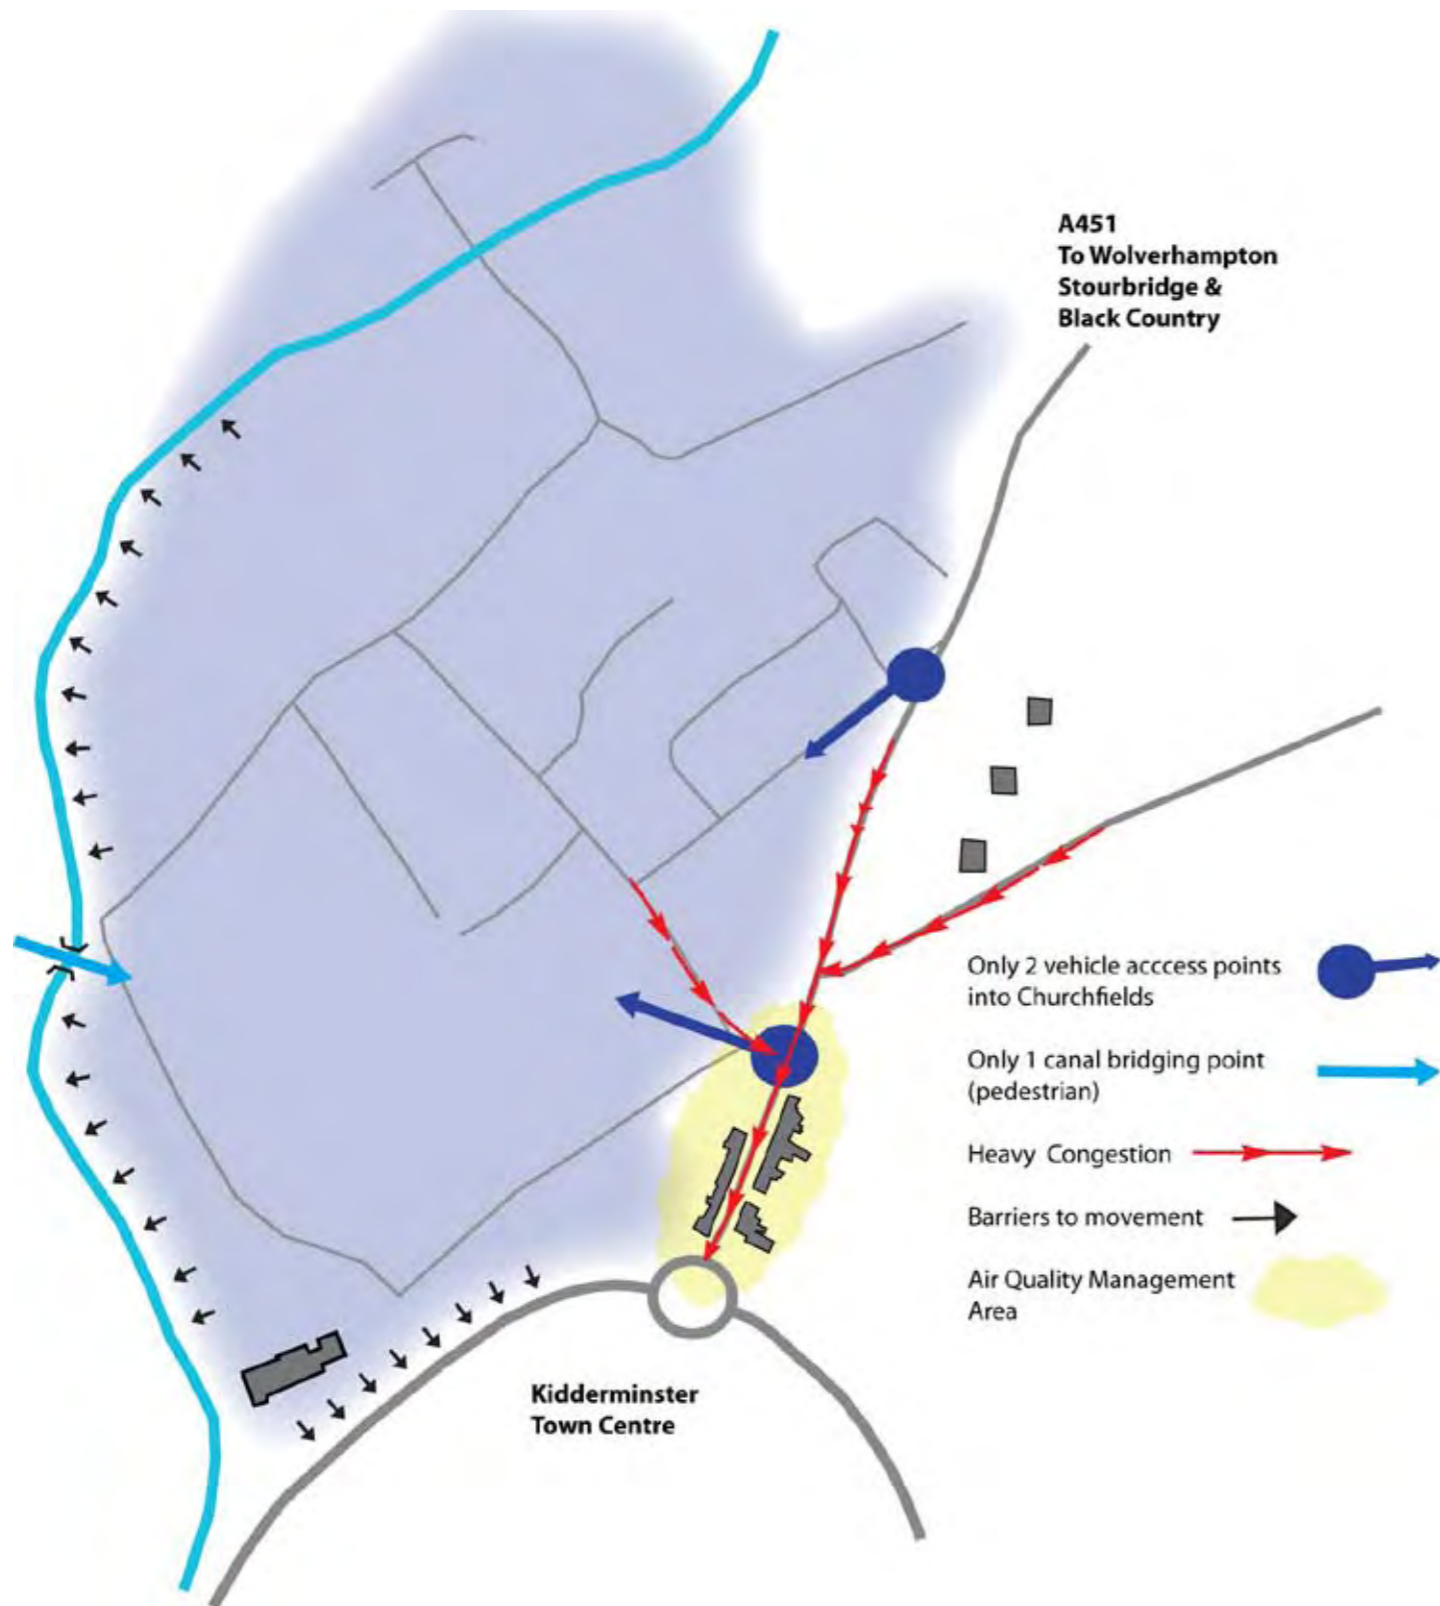 A451
To Wolverhampton
Stourbridge &
Black Country
Only 2 vehicle acccess points
into Churchfields
Only 1 canal bridging point
(pedestrian)
Heavy Congestion
Barriers to movement
Air Quality Management
Area
Kidderminster
Town Centre